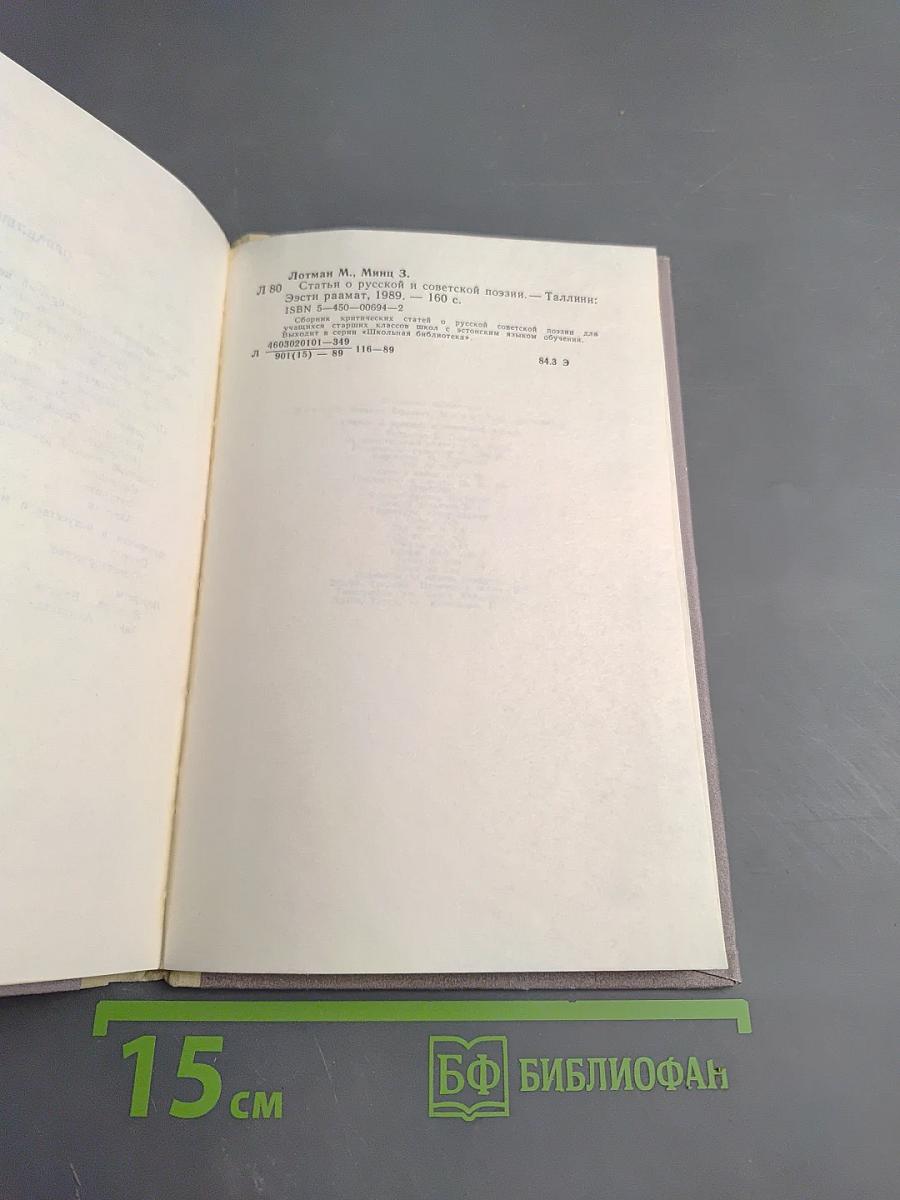 Лотман М., Минц З.
Л 80 Статьи о русской и советской поэзии. — Таллинн:
Ээсти раамат, 1989. — 160 с.
ISBN 5—450—00694—2
Сборник критических статей о русской советской поэзии для
учащихся старших классов школ с эстонским языком обучения.
Выходит в серии «Школьная библиотека».
4603020101—349
Л 901(15) — 89 116—89
84.3 Э
15 см
БФ БИБЛИОФАН